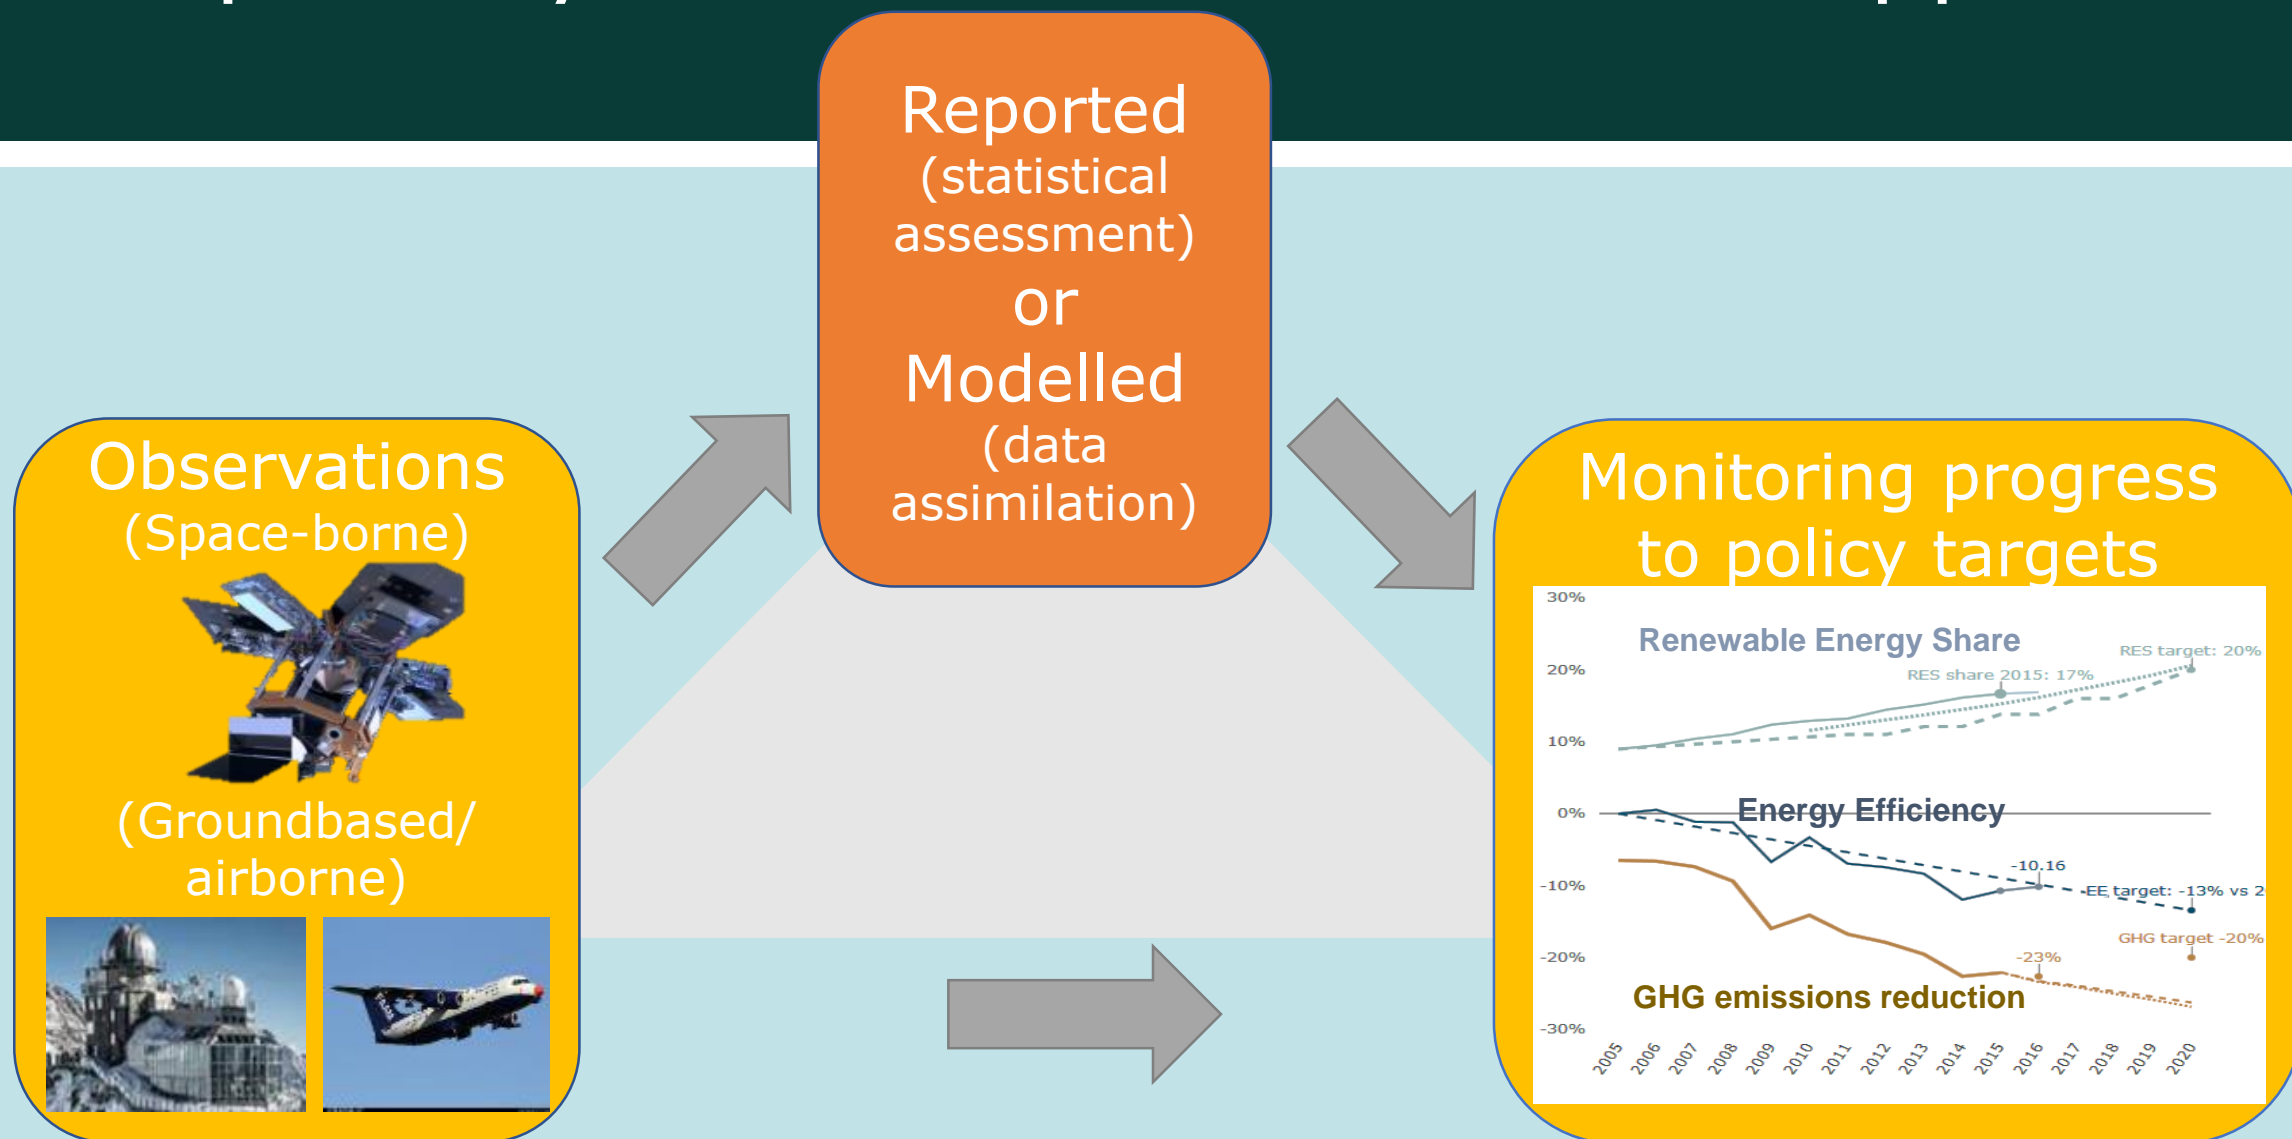 Reported
(statistical
assessment)
or
Modelled
(data
assimilation)
Observations
(Space-borne)
(Groundbased/
airborne)
Monitoring progress
to policy targets
30%
20%
10%
0%
-10%
-20%
-30%
Renewable Energy Share
RES target: 20%
RES share 2015: 17%
Energy Efficiency
-10.16
EE target: -13% vs 2
GHG target -20%
-23%
GHG emissions reduction
2005
2006
2007
2008
2009
2010
2011
2012
2013
2014
2015
2016
2017
2018
2019
2020